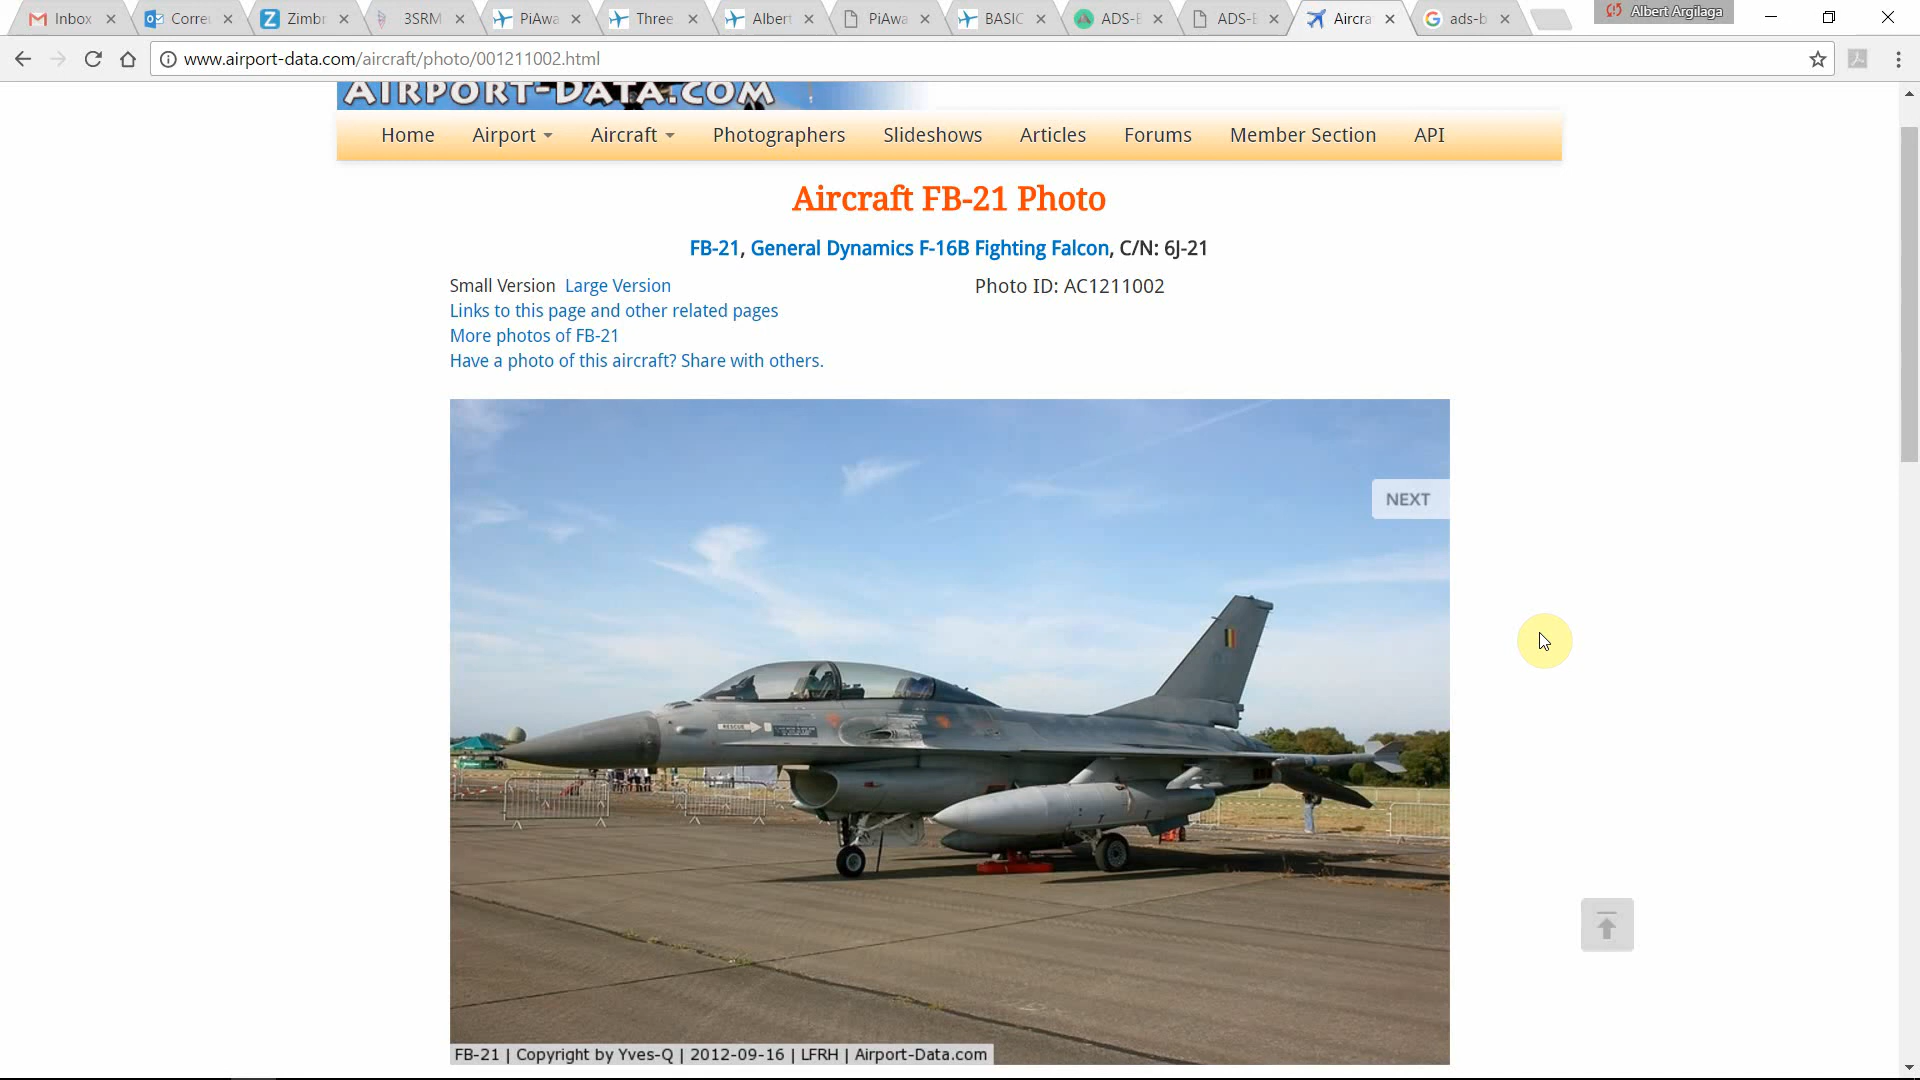 Inbox
Corre
Zimbr
3SRM
PiAwa
Three
Albert
PiAwa
BASIC
ADS-E
ADS-E
Aircra
ads-b
Albert Argilaga
www.airport-data.com/aircraft/photo/001211002.html
AIRPORT-DATA.COM
Home Airport Aircraft Photographers Slideshows Articles Forums Member Section API
Aircraft FB-21 Photo
FB-21, General Dynamics F-16B Fighting Falcon, C/N: 6J-21
Small Version Large Version
Photo ID: AC1211002
Links to this page and other related pages
More photos of FB-21
Have a photo of this aircraft? Share with others.
NEXT
RESCUE
FB-21 | Copyright by Yves-Q | 2012-09-16 | LFRH | Airport-Data.com